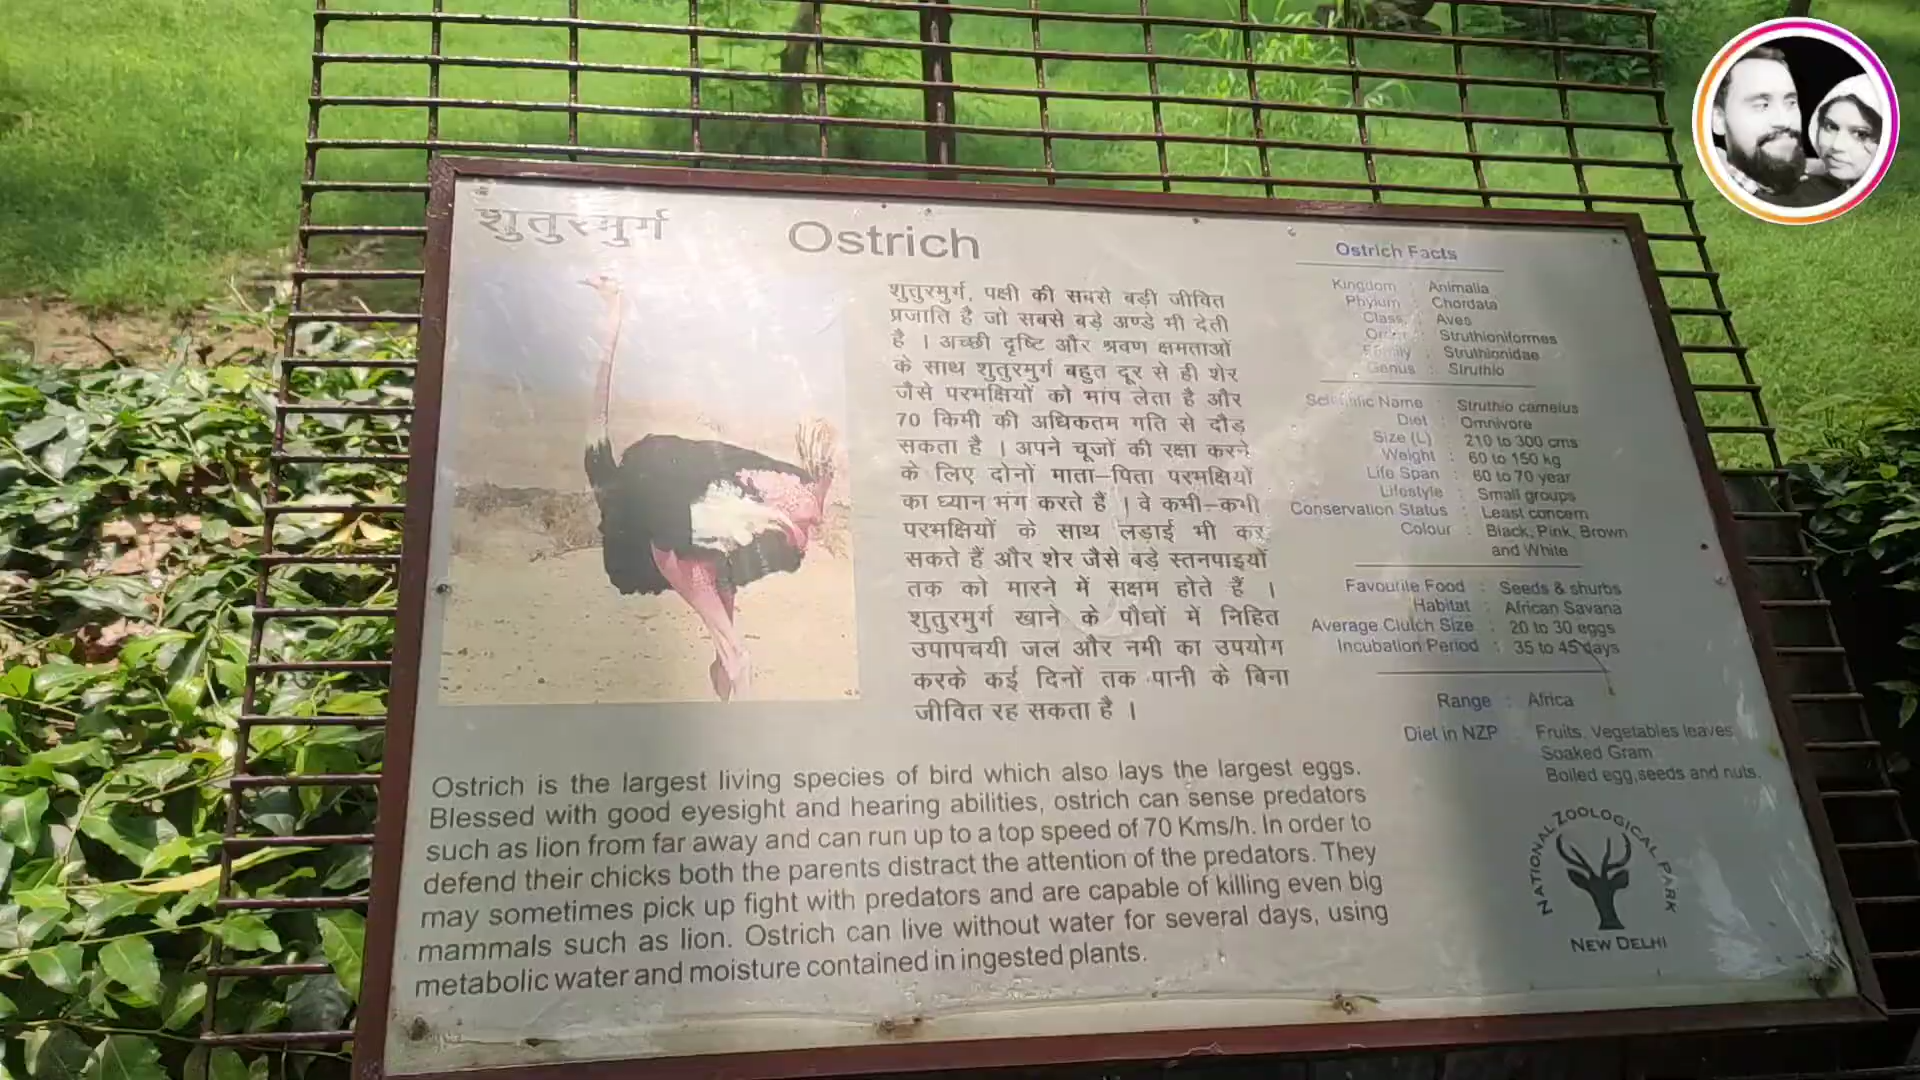 शुतुरमुर्ग
Ostrich
शुतुरमुर्ग, पक्षी की सबसे बड़ी जीवित
प्रजाति है जो सबसे बड़े अण्डे भी देती
है । अच्छी दृष्टि और श्रवण क्षमताओं
के साथ शुतुरमुर्ग बहुत दूर से ही शेर
जैसे परभक्षियों को भांप लेता है और
70 किमी की अधिकतम गति से दौड़
सकता है । अपने चूजों की रक्षा करने
के लिए दोनों माता-पिता परभक्षियों
का ध्यान भंग करते हैं । वे कभी-कभी
परभक्षियों के साथ लड़ाई भी कर
सकते हैं और शेर जैसे बड़े स्तनपाइयों
तक को मारने में सक्षम होते हैं ।
शुतुरमुर्ग खाने के पौधों में निहित
उपापचयी जल और नमी का उपयोग
करके कई दिनों तक पानी के बिना
जीवित रह सकता है ।
Ostrich is the largest living species of bird which also lays the largest eggs.
Blessed with good eyesight and hearing abilities, ostrich can sense predators
such as lion from far away and can run up to a top speed of 70 Kms/h. In order to
defend their chicks both the parents distract the attention of the predators. They
may sometimes pick up fight with predators and are capable of killing even big
mammals such as lion. Ostrich can live without water for several days, using
metabolic water and moisture contained in ingested plants.
Ostrich Facts
Kingdom : Animalia
Phylum : Chordata
Class : Aves
Order : Struthioniformes
Family : Struthionidae
Genus : Struthio
Scientific Name : Struthio camelus
Diet : Omnivore
Size (L) : 210 to 300 cms
Weight : 60 to 150 kg
Life Span : 60 to 70 year
Lifestyle : Small groups
Conservation Status : Least concern
Colour : Black, Pink, Brown
and White
Favourite Food : Seeds & shurbs
Habitat : African Savana
Average Clutch Size : 20 to 30 eggs
Incubation Period : 35 to 45 days
Range : Africa
Diet in NZP : Fruits, Vegetables leaves
Soaked Gram
Boiled egg,seeds and nuts.
NATIONAL ZOOLOGICAL PARK
NEW DELHI